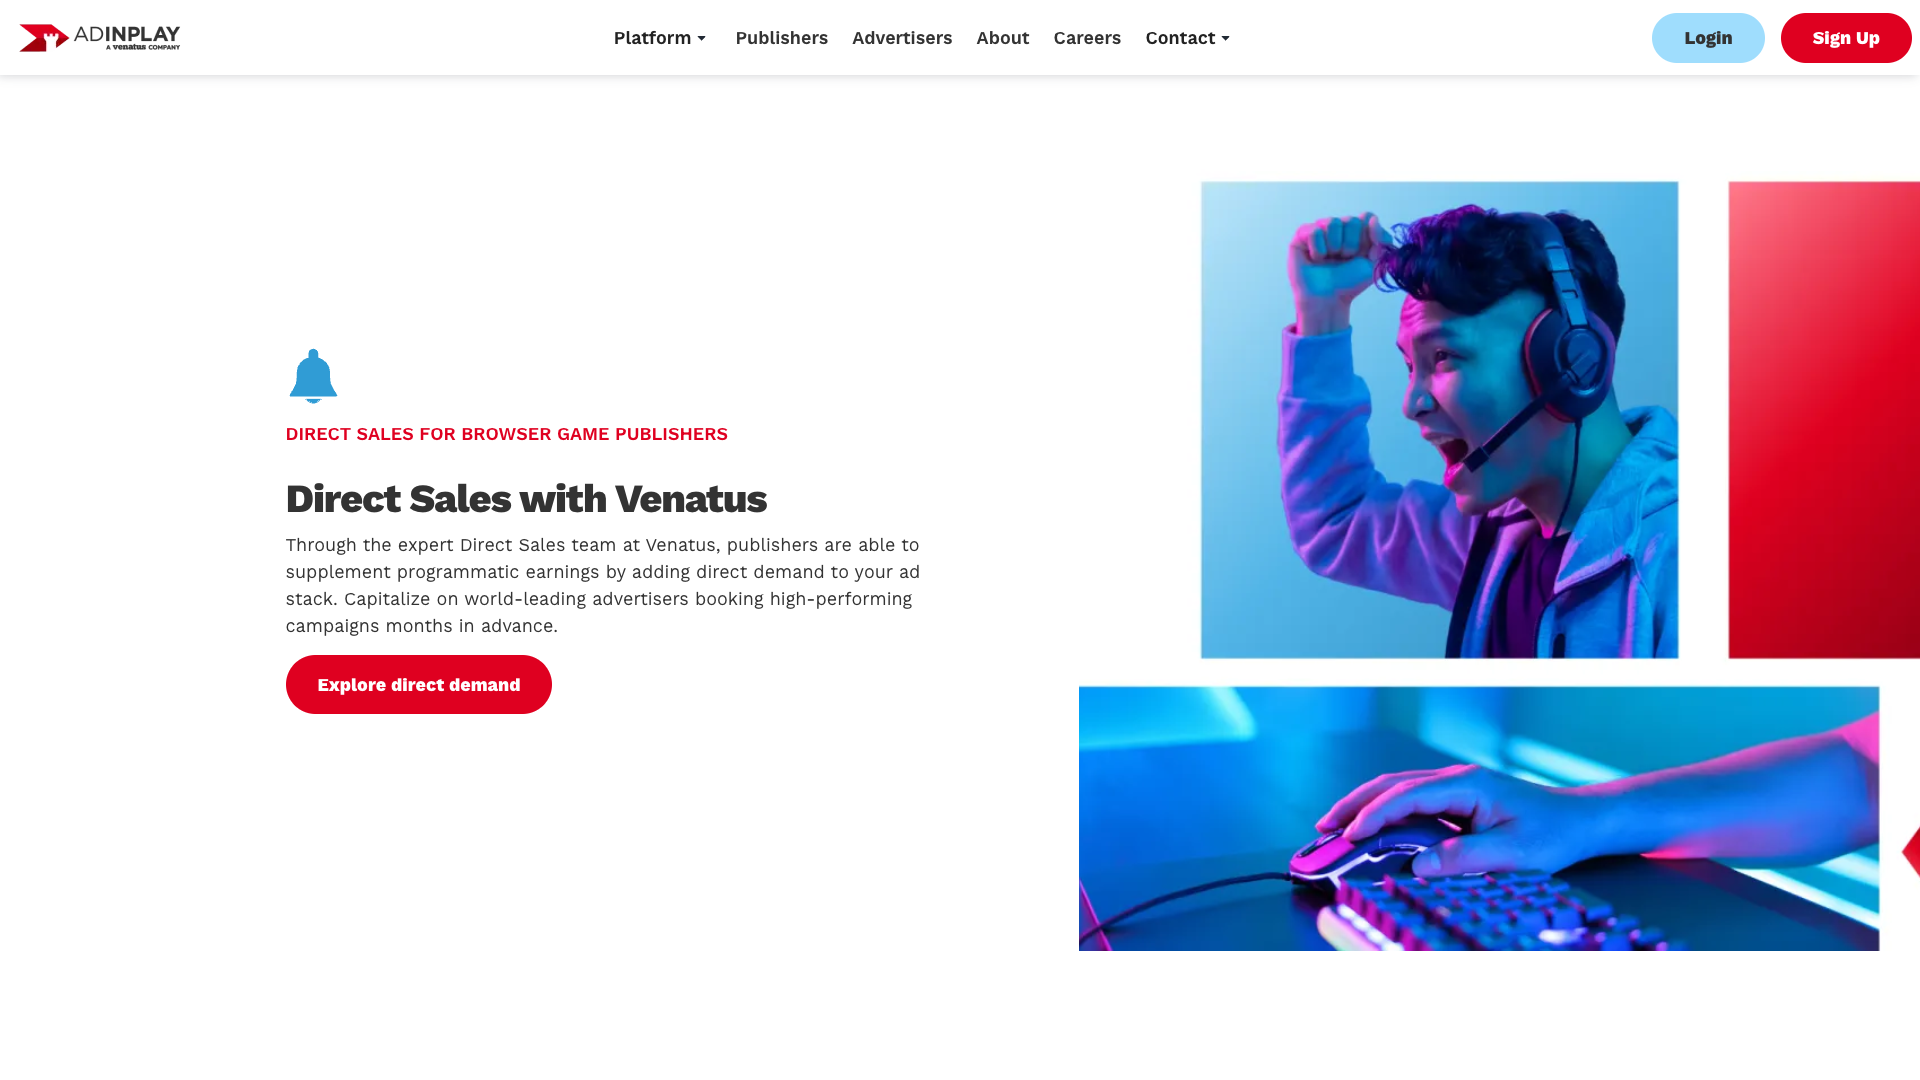 ADINPLAY
A venatus COMPANY
Platform
Publishers
Advertisers
About
Careers
Contact
Login
Sign Up
DIRECT SALES FOR BROWSER GAME PUBLISHERS
Direct Sales with Venatus
Through the expert Direct Sales team at Venatus, publishers are able to
supplement programmatic earnings by adding direct demand to your ad
stack. Capitalize on world-leading advertisers booking high-performing
campaigns months in advance.
Explore direct demand